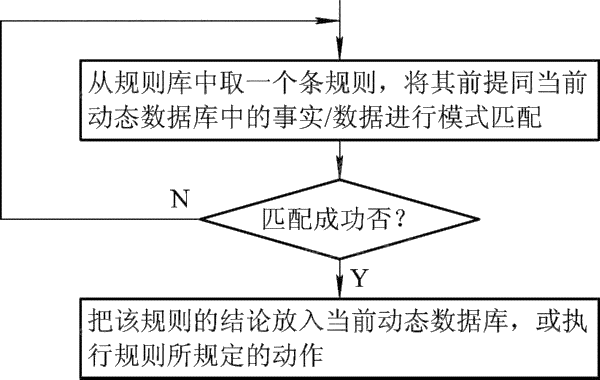 从规则库中取一个条规则，将其前提同当前
动态数据库中的事实/数据进行模式匹配
N
匹配成功否？
Y
把该规则的结论放入当前动态数据库，或执
行规则所规定的动作